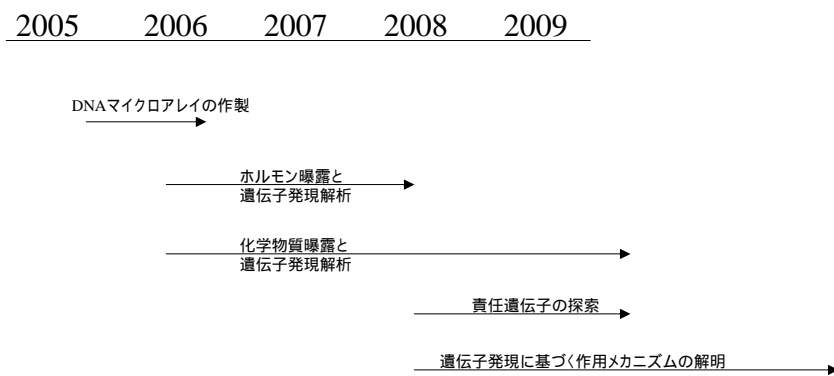 2005 2006 2007 2008 2009
DNAマイクロアレイの作製
ホルモン曝露と
遺伝子発現解析
化学物質曝露と
遺伝子発現解析
責任遺伝子の探索
遺伝子発現に基づく作用メカニズムの解明